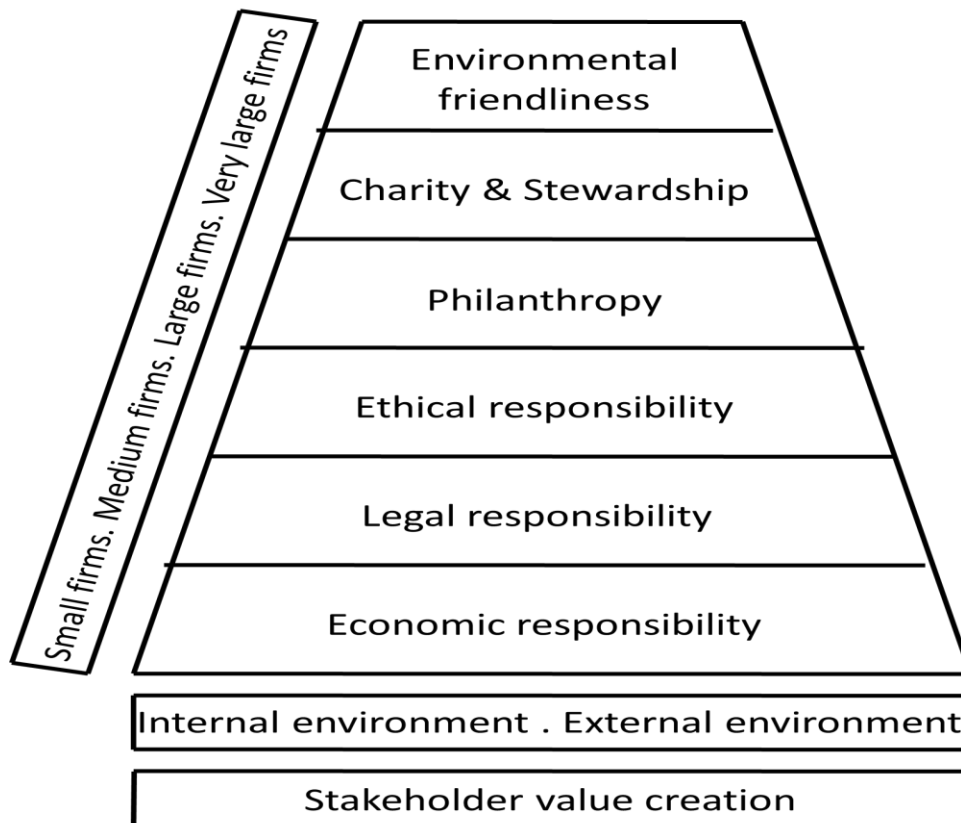 Small firms. Medium firms. Large firms. Very large firms
Environmental
friendliness
Charity & Stewardship
Philanthropy
Ethical responsibility
Legal responsibility
Economic responsibility
Internal environment . External environment
Stakeholder value creation